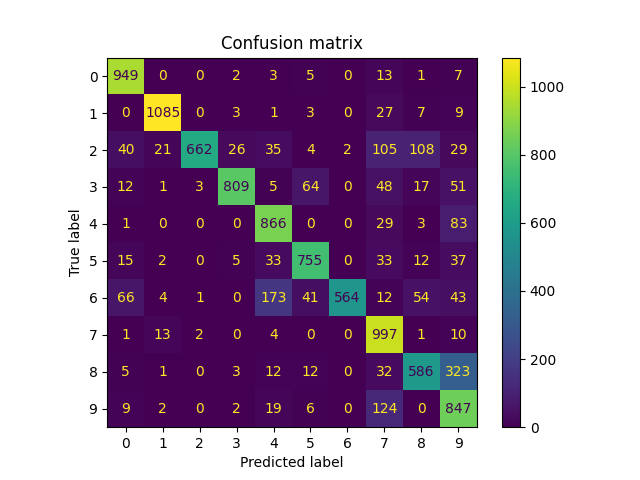 Confusion matrix
0 949 0 0 2 3 5 0 13 1 7
1 0 1085 0 3 1 3 0 27 7 9
2 40 21 662 26 35 4 2 105 108 29
3 12 1 3 809 5 64 0 48 17 51
4 1 0 0 0 866 0 0 29 3 83
5 15 2 0 5 33 755 0 33 12 37
6 66 4 1 0 173 41 564 12 54 43
7 1 13 2 0 4 0 0 997 1 10
8 5 1 0 3 12 12 0 32 586 323
9 9 2 0 2 19 6 0 124 0 847
0 1 2 3 4 5 6 7 8 9
Predicted label
True label
1000
800
600
400
200
0